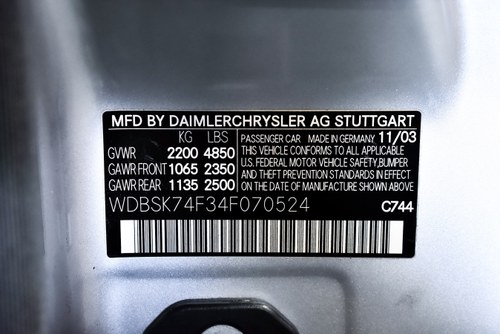 MFD BY DAIMLERCHRYSLER AG STUTTGART
KG LBS
GVWR 2200 4850
GAWR FRONT 1065 2350
GAWR REAR 1135 2500
PASSENGER CAR MADE IN GERMANY 11/03
THIS VEHICLE CONFORMS TO ALL APPLICABLE
U.S. FEDERAL MOTOR VEHICLE SAFETY, BUMPER
AND THEFT PREVENTION STANDARDS IN EFFECT
ON THE DATE OF MANUFACTURE SHOWN ABOVE
WDBSK74F34F070524 C744